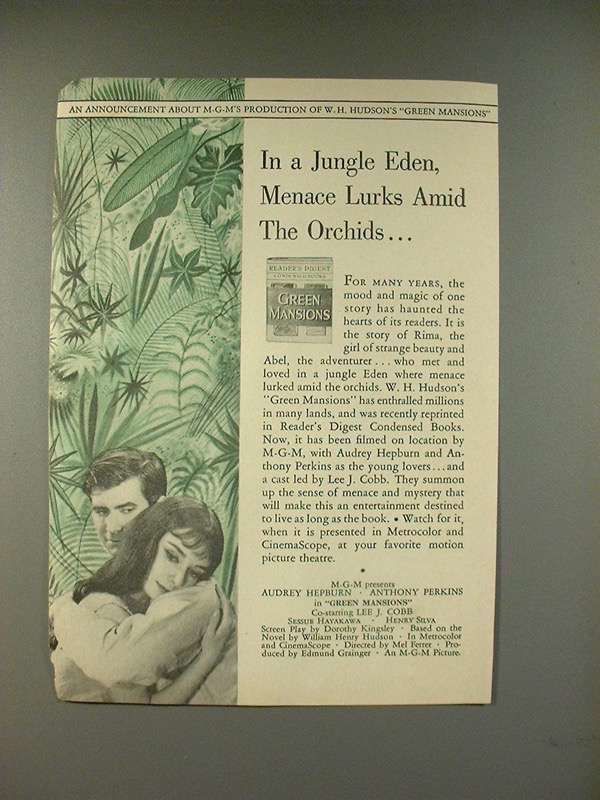 AN ANNOUNCEMENT ABOUT M-G-M'S PRODUCTION OF W. H. HUDSON'S "GREEN MANSIONS"
In a Jungle Eden,
Menace Lurks Amid
The Orchids...
READER'S DIGEST
CONDENSED BOOKS
GREEN
MANSIONS
FOR MANY YEARS, the
mood and magic of one
story has haunted the
hearts of its readers. It is
the story of Rima, the
girl of strange beauty and
Abel, the adventurer...who met and
loved in a jungle Eden where menace
lurked amid the orchids. W. H. Hudson's
"Green Mansions" has enthralled millions
in many lands, and was recently reprinted
in Reader's Digest Condensed Books.
Now, it has been filmed on location by
M-G-M, with Audrey Hepburn and An-
thony Perkins as the young lovers...and
a cast led by Lee J. Cobb. They summon
up the sense of menace and mystery that
will make this an entertainment destined
to live as long as the book. • Watch for it,
when it is presented in Metrocolor and
CinemaScope, at your favorite motion
picture theatre.
•
M-G-M presents
AUDREY HEPBURN · ANTHONY PERKINS
in "GREEN MANSIONS"
Co-starring LEE J. COBB
SESSUE HAYAKAWA · HENRY SILVA
Screen Play by Dorothy Kingsley · Based on the
Novel by William Henry Hudson · In Metrocolor
and CinemaScope · Directed by Mel Ferrer · Pro-
duced by Edmund Grainger · An M-G-M Picture.